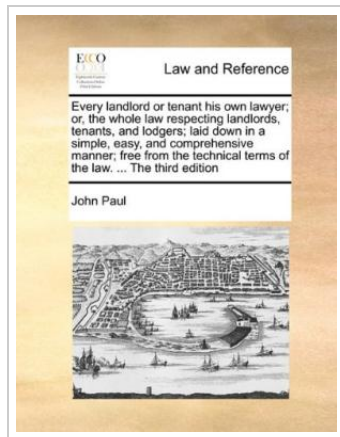 ECCO
Law and Reference
Every landlord or tenant his own lawyer;
or, the whole law respecting landlords,
tenants, and lodgers; laid down in a
simple, easy, and comprehensive
manner; free from the technical terms of
the law. ... The third edition
John Paul